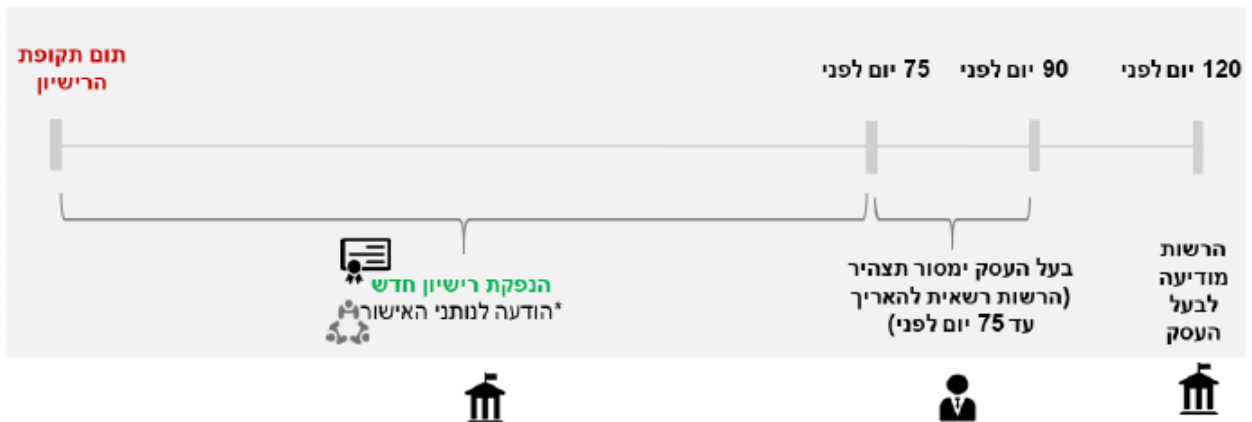 120 יום לפני
90 יום לפני
75 יום לפני
תום תקופת
הרישיון
הרשות
מודיעה
לבעל
העסק
בעל העסק ימסור תצהיר
(הרשות רשאית להאריך
עד 75 יום לפני)
הנפקת רישיון חדש
*הודעה לנותני האישור